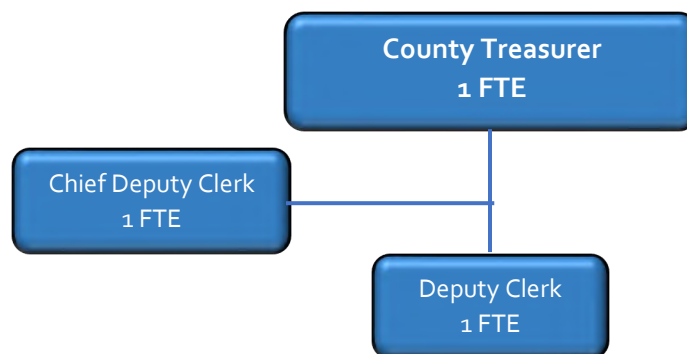 County Treasurer
1 FTE
Chief Deputy Clerk
1 FTE
Deputy Clerk
1 FTE